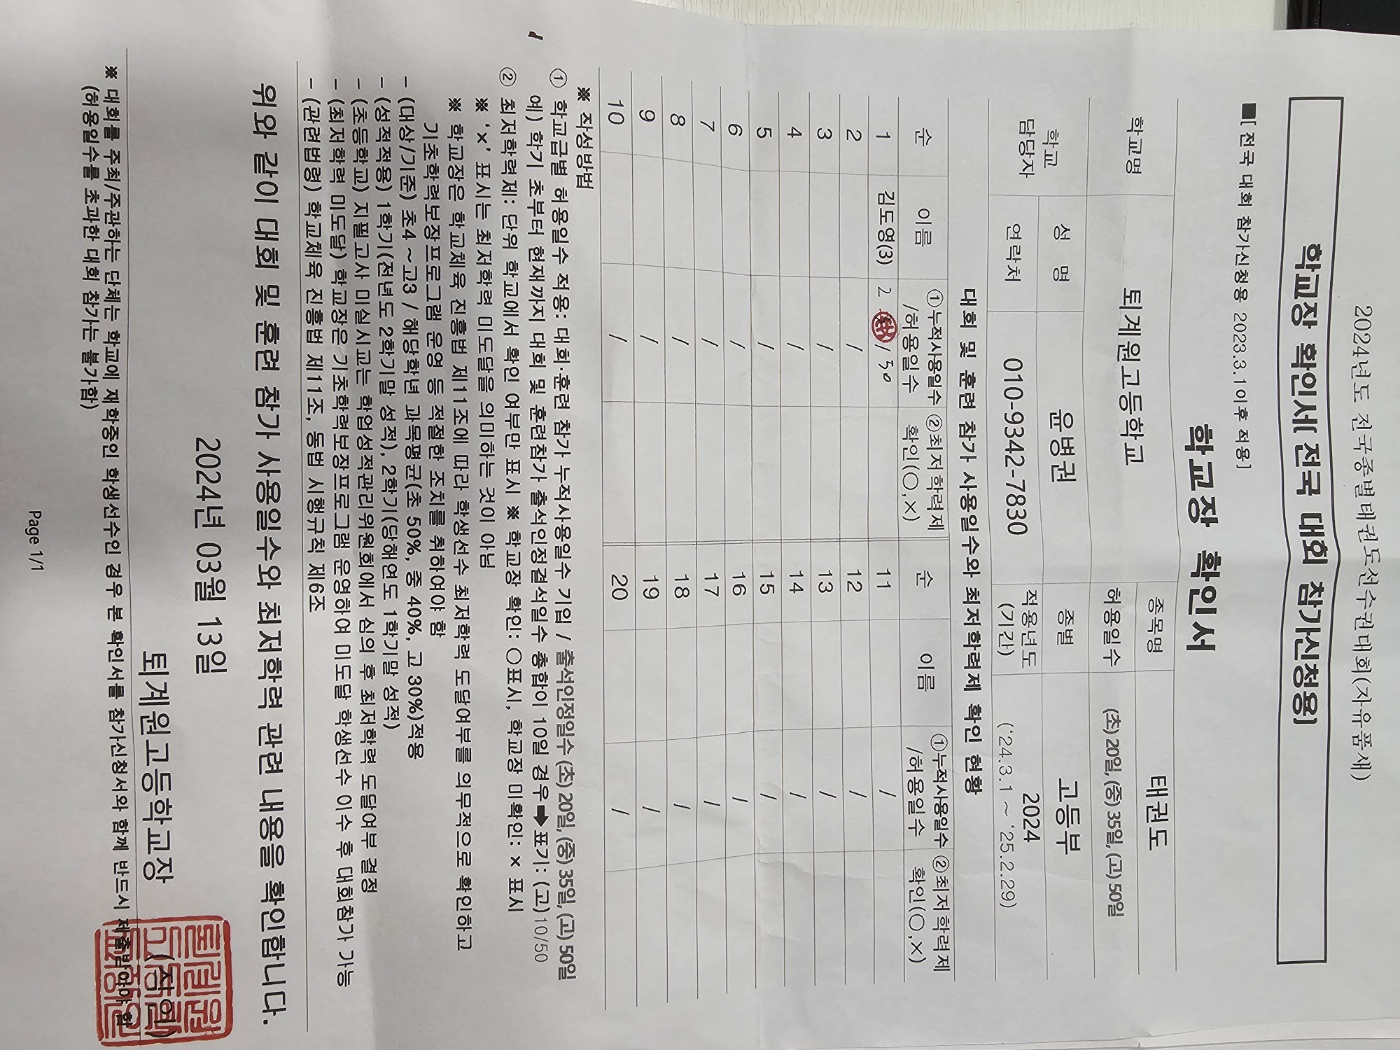 2024년도 전국종별태권도선수권대회(자유품새)
학교장 확인서[ 전국 대회 참가신청용]
■[ 전국 대회 참가신청용 2023.3.1이후 적용]
학교장 확인서
학교명 퇴계원고등학교 종목명 태권도
허용일수 (초) 20일, (중) 35일, (고) 50일
학교 담당자 성 명 윤병권 종별 고등부
연락처 010-9342-7830 적용년도 (기간) 2024 ('24.3.1 ~ '25.2.29)
대회 및 훈련 참가 사용일수와 최저학력제 확인 현황
순 이름 ①누적사용일수 /허용일수 ②최저학력제 확인(○,×) 순 이름 ①누적사용일수 /허용일수 ②최저학력제 확인(○,×)
1 김도영(3) 2 / 50 11 /
2 / 12 /
3 / 13 /
4 / 14 /
5 / 15 /
6 / 16 /
7 / 17 /
8 / 18 /
9 / 19 /
10 / 20 /
※ 작성방법
① 학교급별 허용일수 적용: 대회·훈련 참가 누적사용일수 기입 / 출석인정일수 (초) 20일, (중) 35일, (고) 50일
예) 학기 초부터 현재까지 대회 및 훈련참가 출석인정결석일수 총합이 10일 경우➡ 표기: (고) 10/50
② 최저학력제: 단위 학교에서 확인 여부만 표시 ※ 학교장 확인: ○표시, 학교장 미확인: × 표시
※ '×' 표시는 최저학력 미도달을 의미하는 것이 아님
※ 학교장은 학교체육 진흥법 제11조에 따라 학생선수 최저학력 도달여부를 의무적으로 확인하고
기초학력보장프로그램 운영 등 적절한 조치를 취하여야 함
- (대상/기준) 초4 ~고3 / 해당학년 과목평균(초 50%, 중 40%, 고 30%)적용
- (성적적용) 1학기(전년도 2학기말 성적), 2학기(당해연도 1학기말 성적)
- (초등학교) 지필고사 미실시교는 학업성적관리위원회에서 심의 후 최저학력 도달여부 결정
- (최저학력 미도달) 학교장은 기초학력보장프로그램 운영하여 미도달 학생선수 이수 후 대회참가 가능
- (관련법령) 학교체육 진흥법 제11조, 동법 시행규칙 제6조
위와 같이 대회 및 훈련 참가 사용일수와 최저학력 관련 내용을 확인합니다.
2024년 03월 13일
퇴계원고등학교장 (직인)
※ 대회를 주최/주관하는 단체는 학교에 재학중인 학생선수인 경우 본 확인서를 참가신청서와 함께 반드시 제출받아야 함
(허용일수를 초과한 대회 참가는 불가함)
Page 1/1